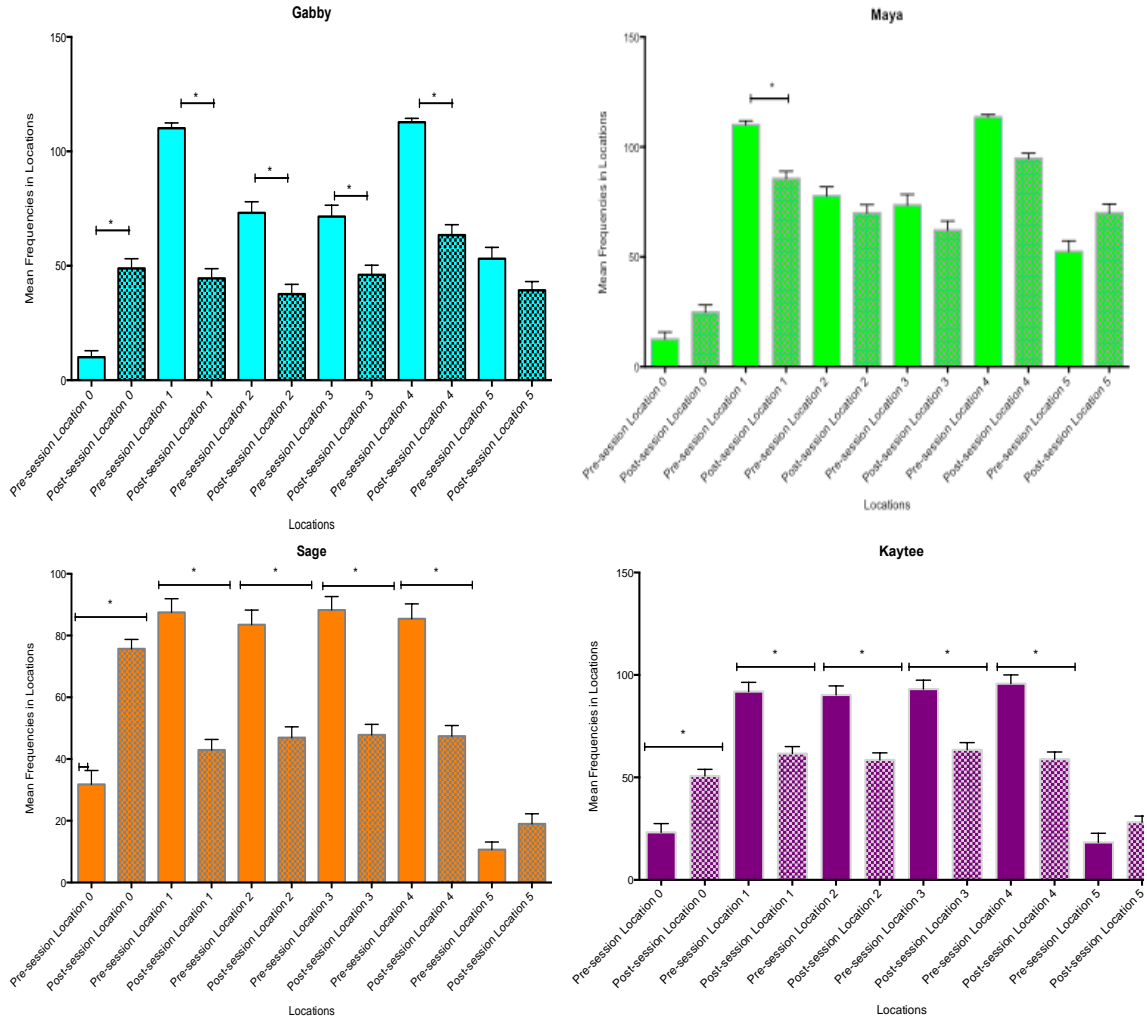 Gabby
Mean Frequencies in Locations
150
100
50
0
*
*
*
*
*
Pre-session Location 0
Post-session Location 0
Pre-session Location 1
Post-session Location 1
Pre-session Location 2
Post-session Location 2
Pre-session Location 3
Post-session Location 3
Pre-session Location 4
Post-session Location 4
Pre-session Location 5
Post-session Location 5
Locations
Maya
Mean Frequencies in Locations
150
100
50
0
*
Pre-session Location 0
Post-session Location 0
Pre-session Location 1
Post-session Location 1
Pre-session Location 2
Post-session Location 2
Pre-session Location 3
Post-session Location 3
Pre-session Location 4
Post-session Location 4
Pre-session Location 5
Post-session Location 5
Locations
Sage
Mean Frequencies in Locations
100
80
60
40
20
0
*
*
*
*
*
Pre-session Location 0
Post-session Location 0
Pre-session Location 1
Post-session Location 1
Pre-session Location 2
Post-session Location 2
Pre-session Location 3
Post-session Location 3
Pre-session Location 4
Post-session Location 4
Pre-session Location 5
Post-session Location 5
Locations
Kaytee
Mean Frequencies in Locations
150
100
50
0
*
*
*
*
*
Pre-session Location 0
Post-session Location 0
Pre-session Location 1
Post-session Location 1
Pre-session Location 2
Post-session Location 2
Pre-session Location 3
Post-session Location 3
Pre-session Location 4
Post-session Location 4
Pre-session Location 5
Post-session Location 5
Locations